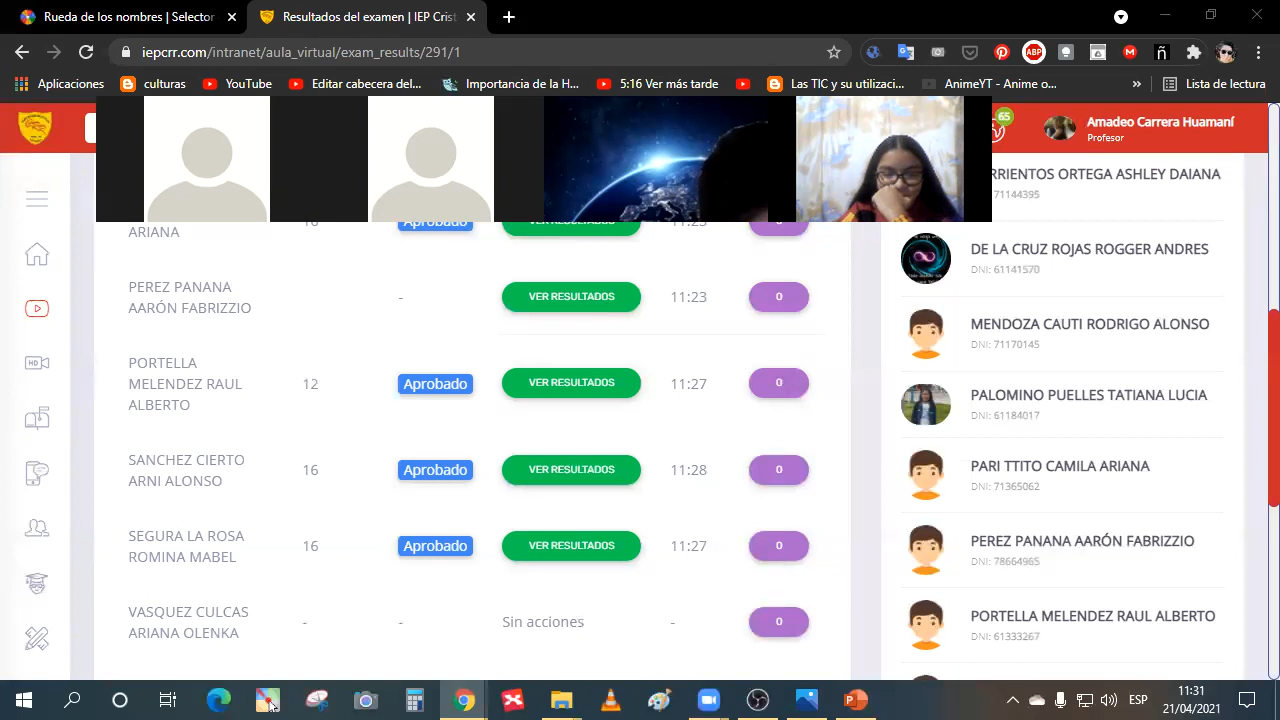 Rueda de los nombres | Selector
Resultados del examen | IEP Crist
iepcrr.com/intranet/aula_virtual/exam_results/291/1
Aplicaciones
culturas
YouTube
Editar cabecera del...
Importancia de la H...
5:16 Ver más tarde
Las TIC y su utilizaci...
AnimeYT - Anime o...
Lista de lectura
65
Amadeo Carrera Huamaní
Profesor
ARIANA
Aprobado
VER RESULTADOS
PEREZ PANANA
AARÓN FABRIZZIO
-
VER RESULTADOS
11:23
0
PORTELLA
MELENDEZ RAUL
ALBERTO
12
Aprobado
VER RESULTADOS
11:27
0
SANCHEZ CIERTO
ARNI ALONSO
16
Aprobado
VER RESULTADOS
11:28
0
SEGURA LA ROSA
ROMINA MABEL
16
Aprobado
VER RESULTADOS
11:27
0
VASQUEZ CULCAS
ARIANA OLENKA
-
-
Sin acciones
-
0
ORTEGA ASHLEY DAIANA
71144395
DE LA CRUZ ROJAS ROGGER ANDRES
DNI: 61141570
MENDOZA CAUTI RODRIGO ALONSO
DNI: 71170145
PALOMINO PUELLES TATIANA LUCIA
DNI: 61184017
PARI TTITO CAMILA ARIANA
DNI: 71365062
PEREZ PANANA AARÓN FABRIZZIO
DNI: 78664965
PORTELLA MELENDEZ RAUL ALBERTO
DNI: 61333267
ESP
11:31
21/04/2021